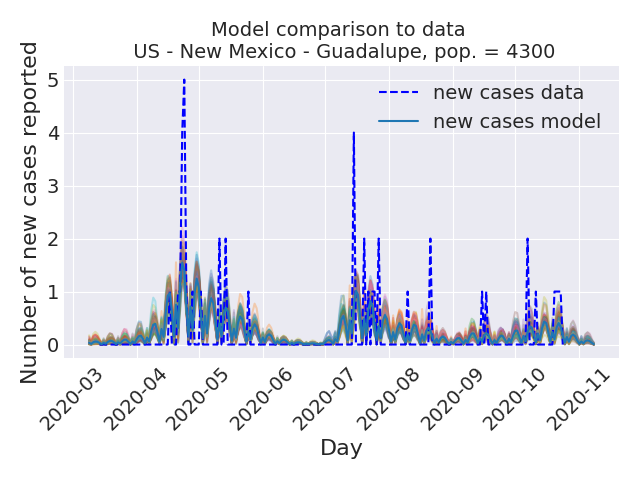 Model comparison to data
US - New Mexico - Guadalupe, pop. = 4300
new cases data
new cases model
Number of new cases reported
5
4
3
2
1
0
2020-03
2020-04
2020-05
2020-06
2020-07
2020-08
2020-09
2020-10
2020-11
Day